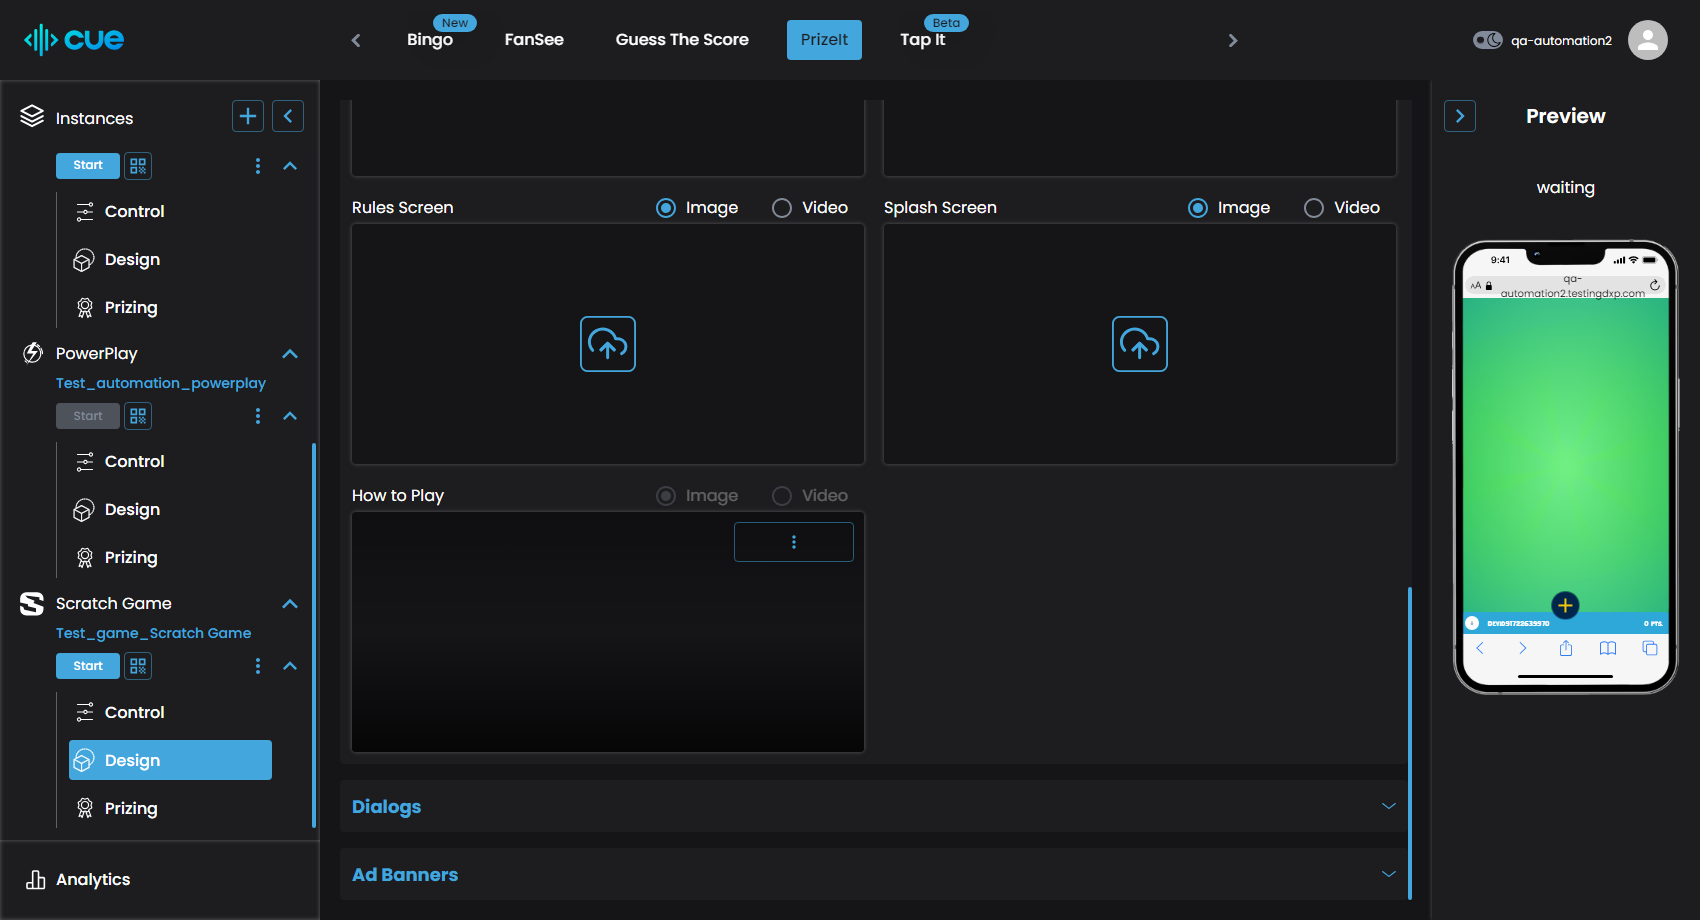 cue
New
Bingo
FanSee
Guess The Score
PrizeIt
Beta
Tap It
qa-automation2
Instances
Start
Control
Design
Prizing
PowerPlay
Test_automation_powerplay
Start
Control
Design
Prizing
Scratch Game
Test_game_Scratch Game
Start
Control
Design
Prizing
Analytics
Rules Screen
Image
Video
Splash Screen
Image
Video
How to Play
Image
Video
Dialogs
Ad Banners
Preview
waiting
9:41
AA
qa-
automation2.testingdxp.com
0 PTS.